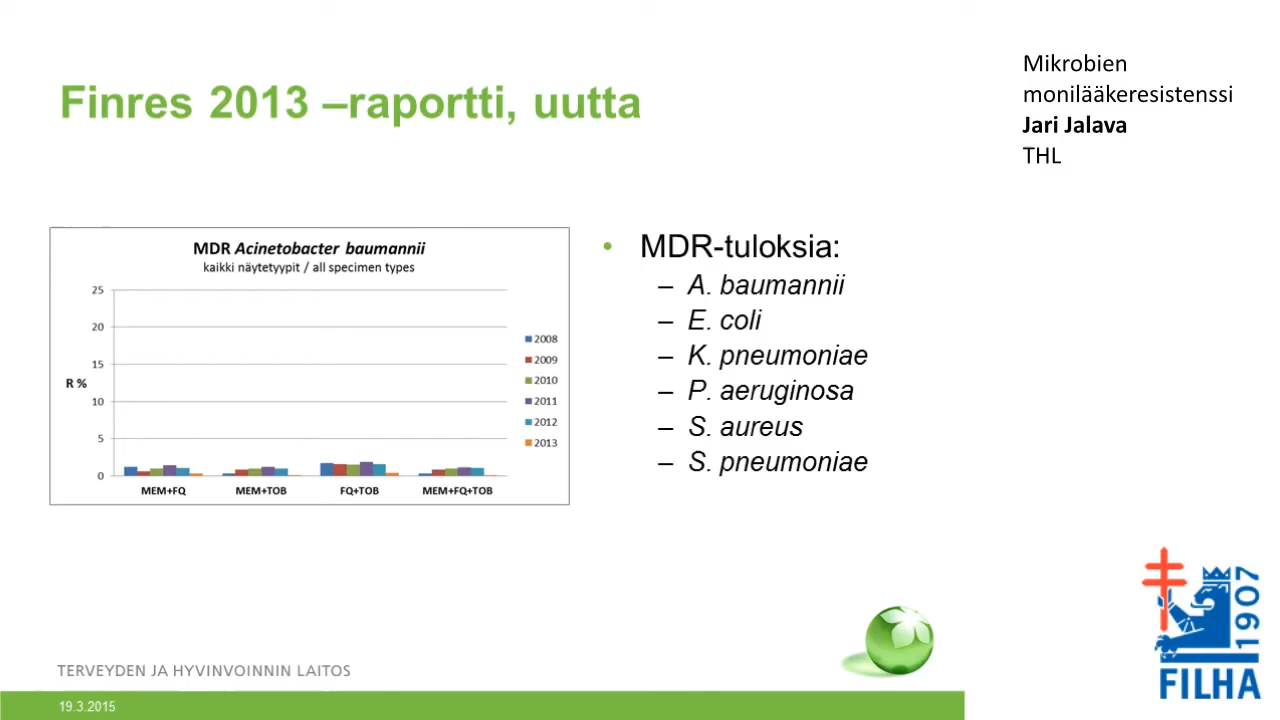 Finres 2013 –raportti, uutta
Mikrobien
monilääkeresistenssi
Jari Jalava
THL
MDR Acinetobacter baumannii
kaikki näytetyypit / all specimen types
25
20
15
10
5
0
R %
MEM+FQ
MEM+TOB
FQ+TOB
MEM+FQ+TOB
2008
2009
2010
2011
2012
2013
• MDR-tuloksia:
– A. baumannii
– E. coli
– K. pneumoniae
– P. aeruginosa
– S. aureus
– S. pneumoniae
TERVEYDEN JA HYVINVOINNIN LAITOS
19.3.2015
1907
FILHA